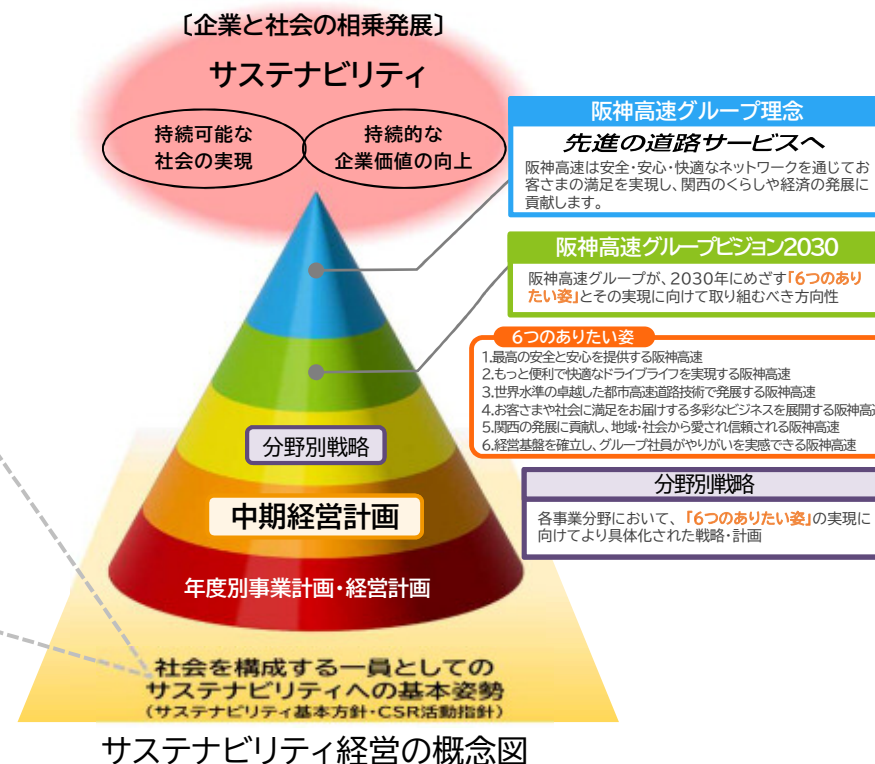 〔企業と社会の相乗発展〕
サステナビリティ
持続可能な
社会の実現
持続的な
企業価値の向上
阪神高速グループ理念
先進の道路サービスへ
阪神高速は安全・安心・快適なネットワークを通じてお
客さまの満足を実現し、関西のくらしや経済の発展に
貢献します。
阪神高速グループビジョン2030
阪神高速グループが、2030年にめざす「6つのあり
たい姿」とその実現に向けて取り組むべき方向性
6つのありたい姿
1.最高の安全と安心を提供する阪神高速
2.もっと便利で快適なドライブライフを実現する阪神高速
3.世界水準の卓越した都市高速道路技術で発展する阪神高速
4.お客さまや社会に満足をお届けする多彩なビジネスを展開する阪神高
5.関西の発展に貢献し、地域・社会から愛され信頼される阪神高速
6.経営基盤を確立し、グループ社員がやりがいを実感できる阪神高速
分野別戦略
分野別戦略
各事業分野において、「6つのありたい姿」の実現に
向けてより具体化された戦略・計画
中期経営計画
年度別事業計画・経営計画
社会を構成する一員としての
サステナビリティへの基本姿勢
(サステナビリティ基本方針・CSR活動指針)
サステナビリティ経営の概念図